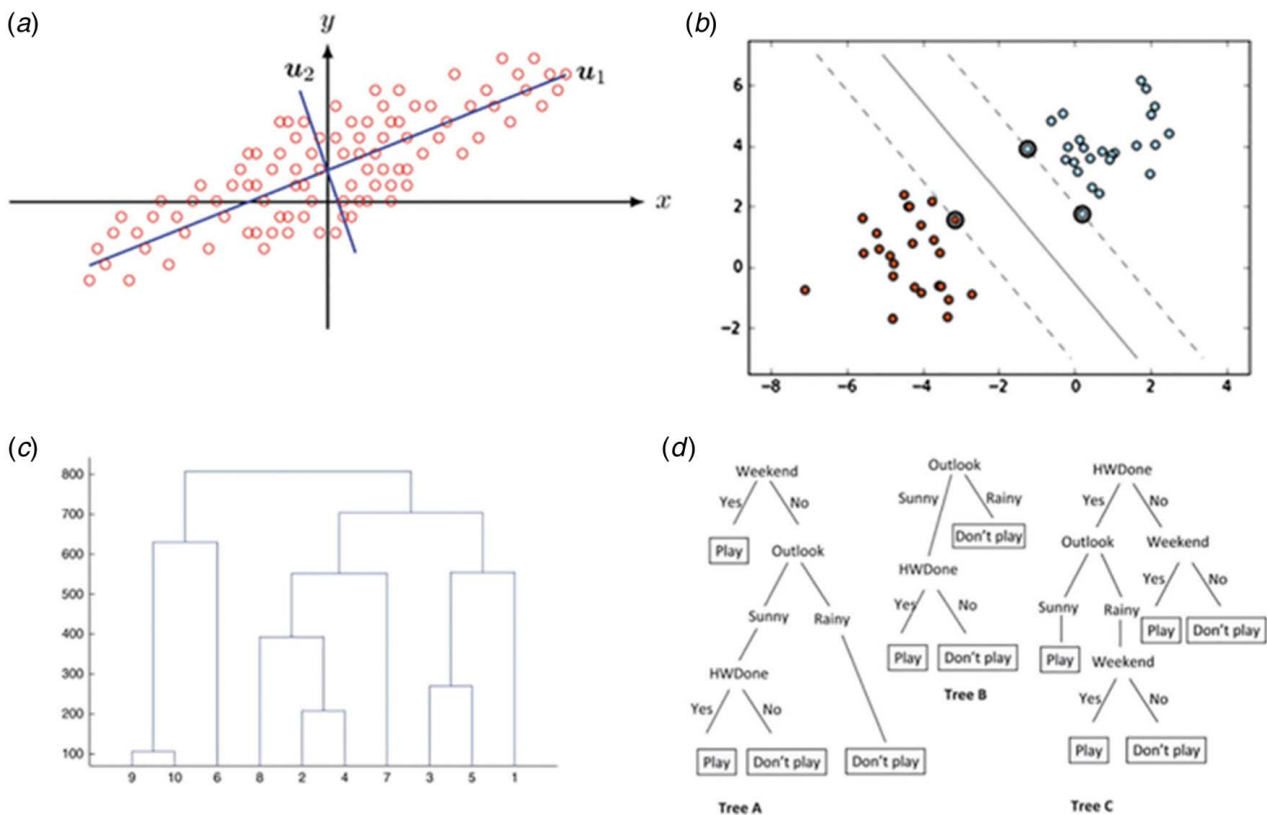 (a)
y
u2
u1
x
(b)
6
4
2
0
−2
−8 −6 −4 −2 0 2 4
(c)
800
700
600
500
400
300
200
100
9 10 6 8 2 4 7 3 5 1
(d)
Weekend
Yes No
Play
Outlook
Sunny Rainy
HWDone
Yes No
Play Don't play Don't play
Tree A
Outlook
Sunny Rainy
Don't play
HWDone
Yes No
Play Don't play
Tree B
HWDone
Yes No
Outlook Weekend
Yes No
Sunny Rainy
Play Don't play
Play
Weekend
Yes No
Play Don't play
Tree C